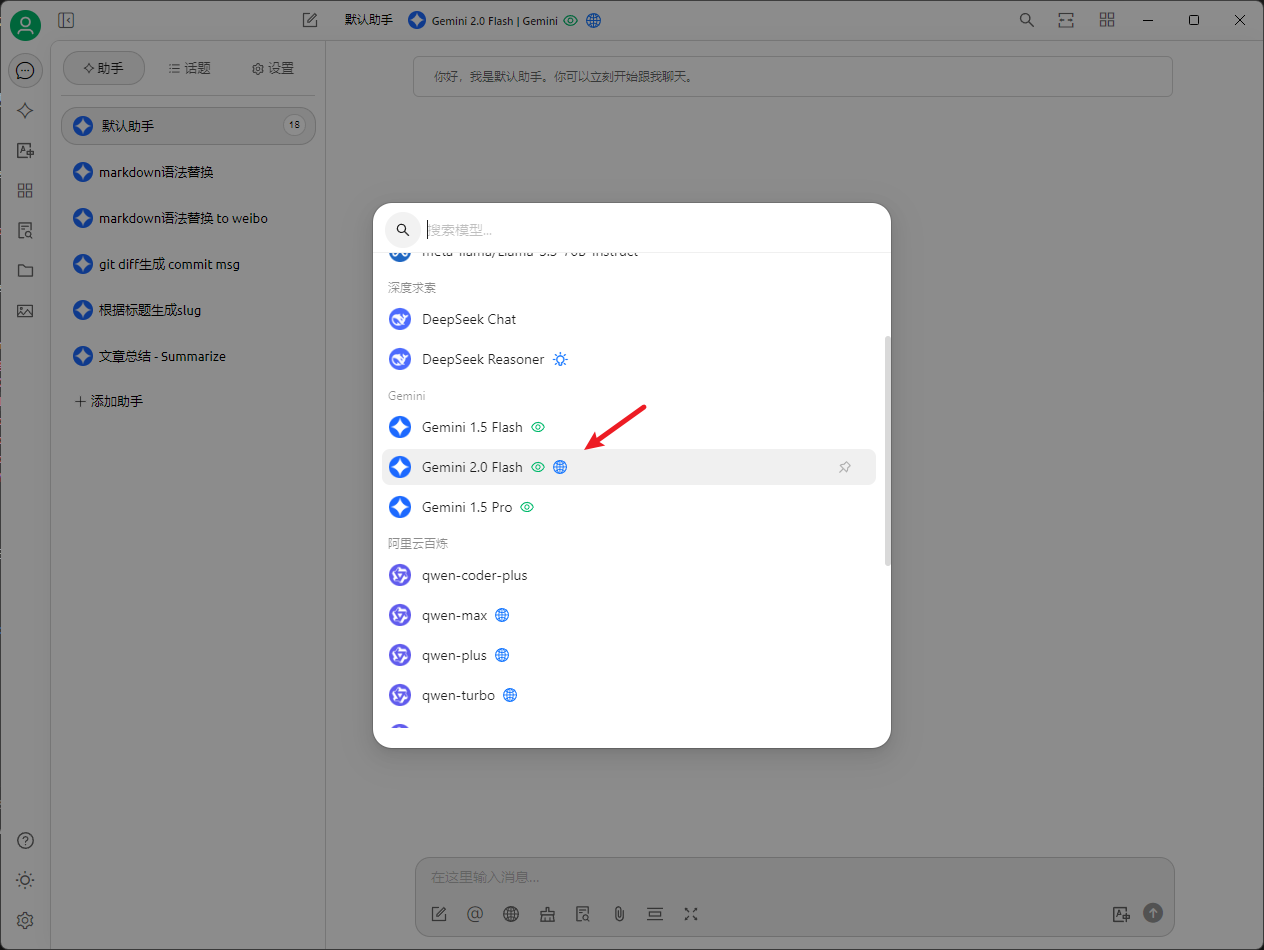 默认助手 Gemini 2.0 Flash | Gemini
助手 话题 设置
默认助手 18
markdown语法替换
markdown语法替换 to weibo
git diff生成 commit msg
根据标题生成slug
文章总结 - Summarize
添加助手
你好，我是默认助手。你可以立刻开始跟我聊天。
搜索模型...
meta-llama/Llama-3.3-70B-Instruct
深度求索
DeepSeek Chat
DeepSeek Reasoner
Gemini
Gemini 1.5 Flash
Gemini 2.0 Flash
Gemini 1.5 Pro
阿里云百炼
qwen-coder-plus
qwen-max
qwen-plus
qwen-turbo
在这里输入消息...